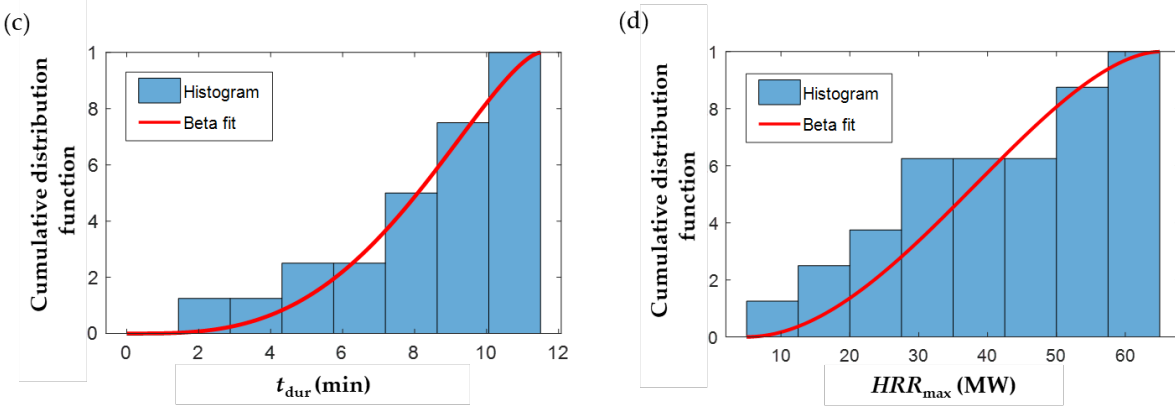 (c)
Cumulative distribution
function
1
8
6
4
2
0
Histogram
Beta fit
0 2 4 6 8 10 12
t_dur (min)
(d)
Cumulative distribution
function
1
8
6
4
2
0
Histogram
Beta fit
10 20 30 40 50 60
HRR_max (MW)